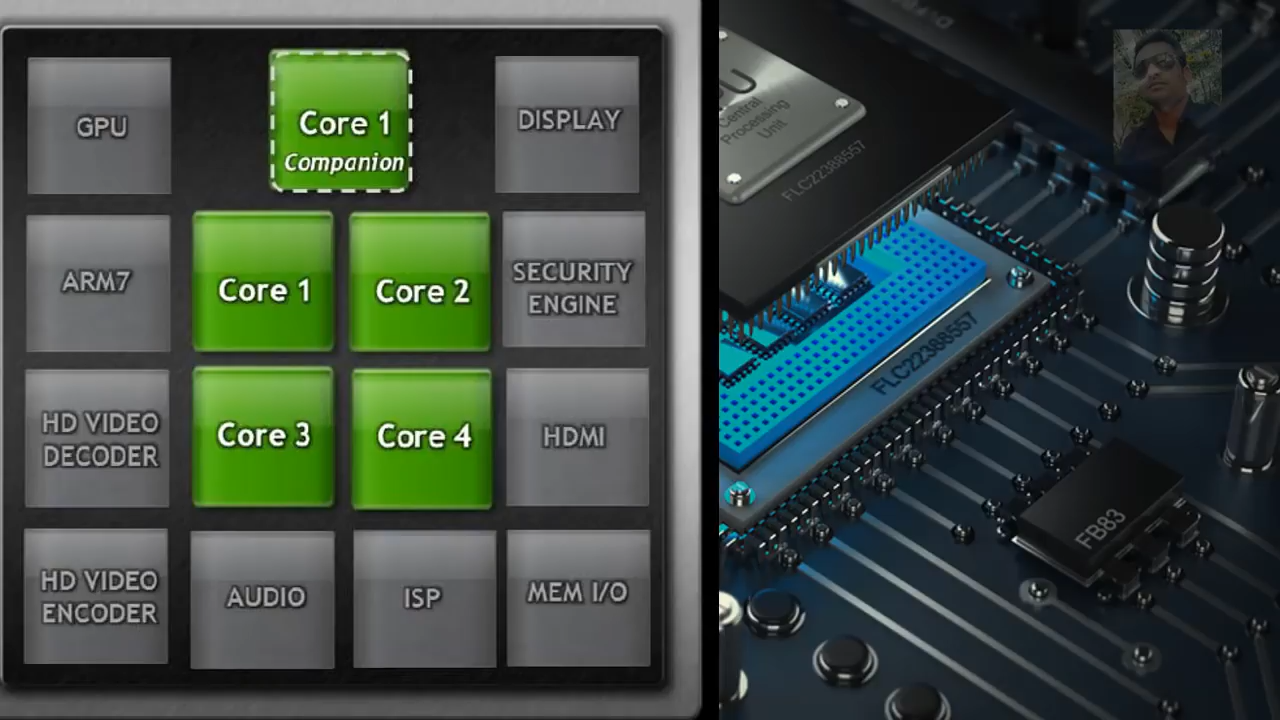 GPU
Core 1
Companion
DISPLAY
ARM7
Core 1
Core 2
SECURITY
ENGINE
HD VIDEO
DECODER
Core 3
Core 4
HDMI
HD VIDEO
ENCODER
AUDIO
ISP
MEM I/O
Central
Processing
Unit
FLC22388557
FLC22388557
FB83